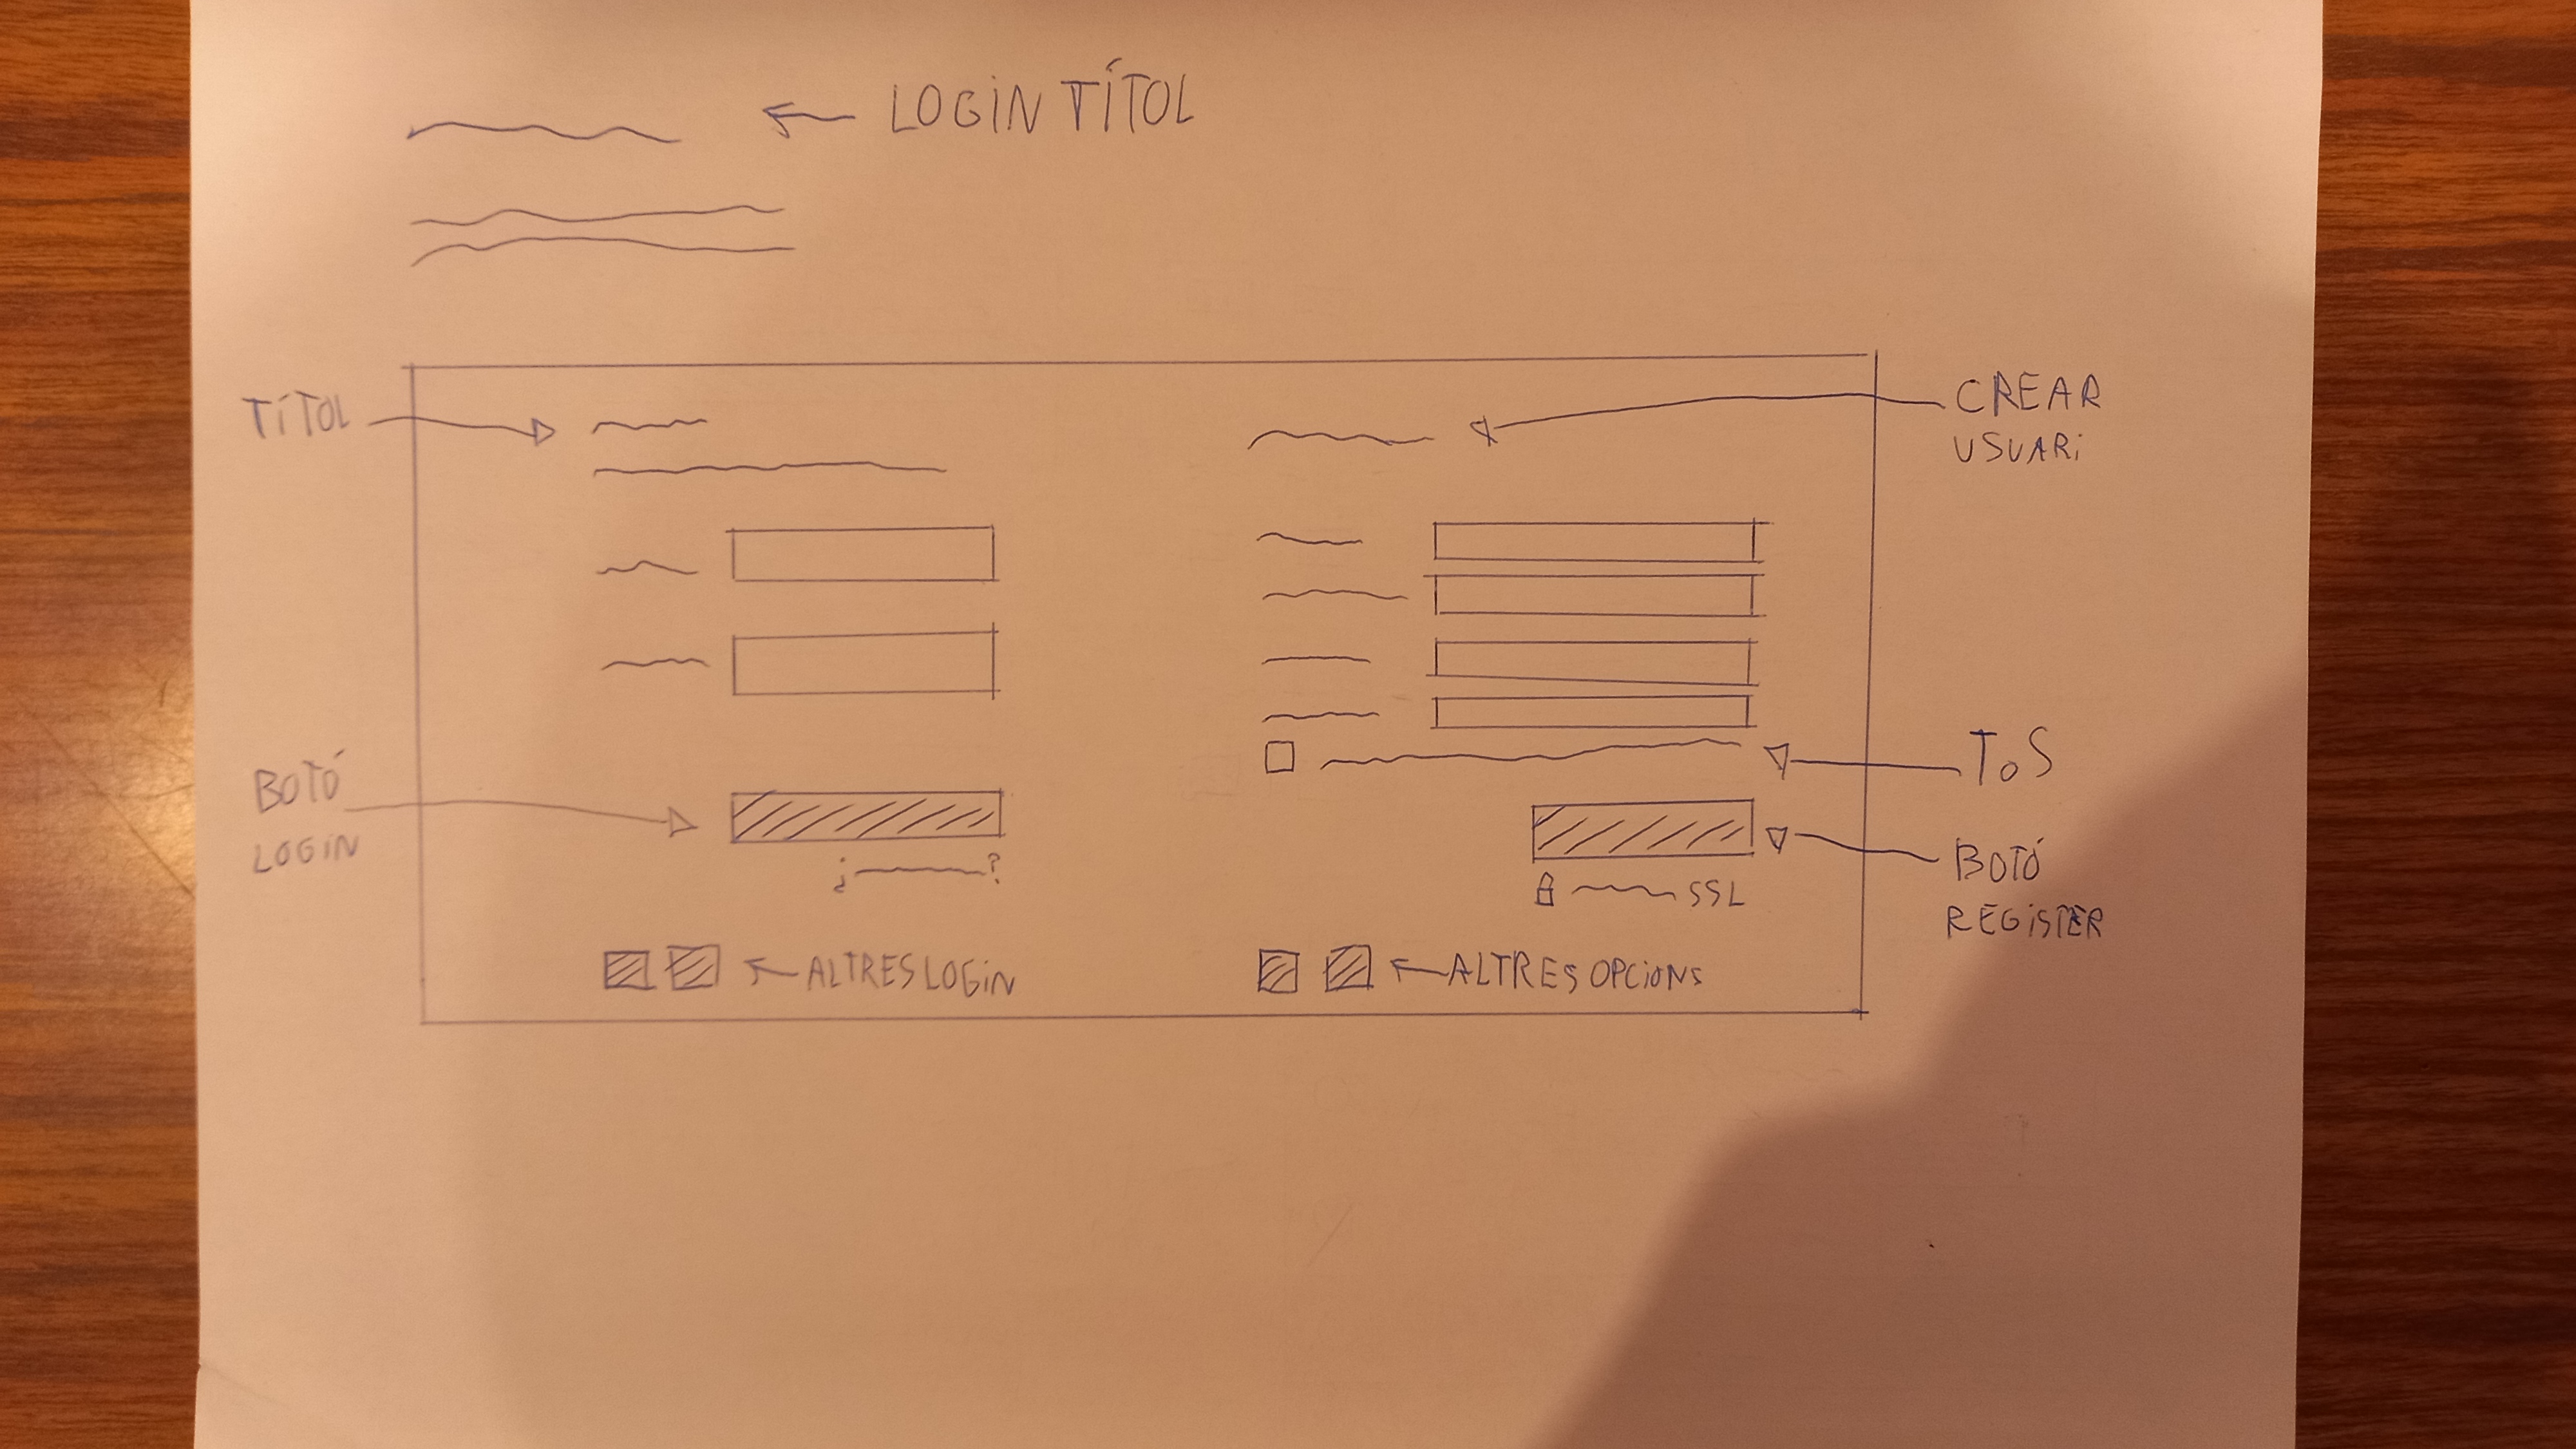 LOGIN TÍTOL
TÍTOL
CREAR
USUARI
BOTÓ
LOGIN
¿ ?
ToS
BOTÓ
REGISTER
SSL
ALTRES LOGIN
ALTRES OPCIONS